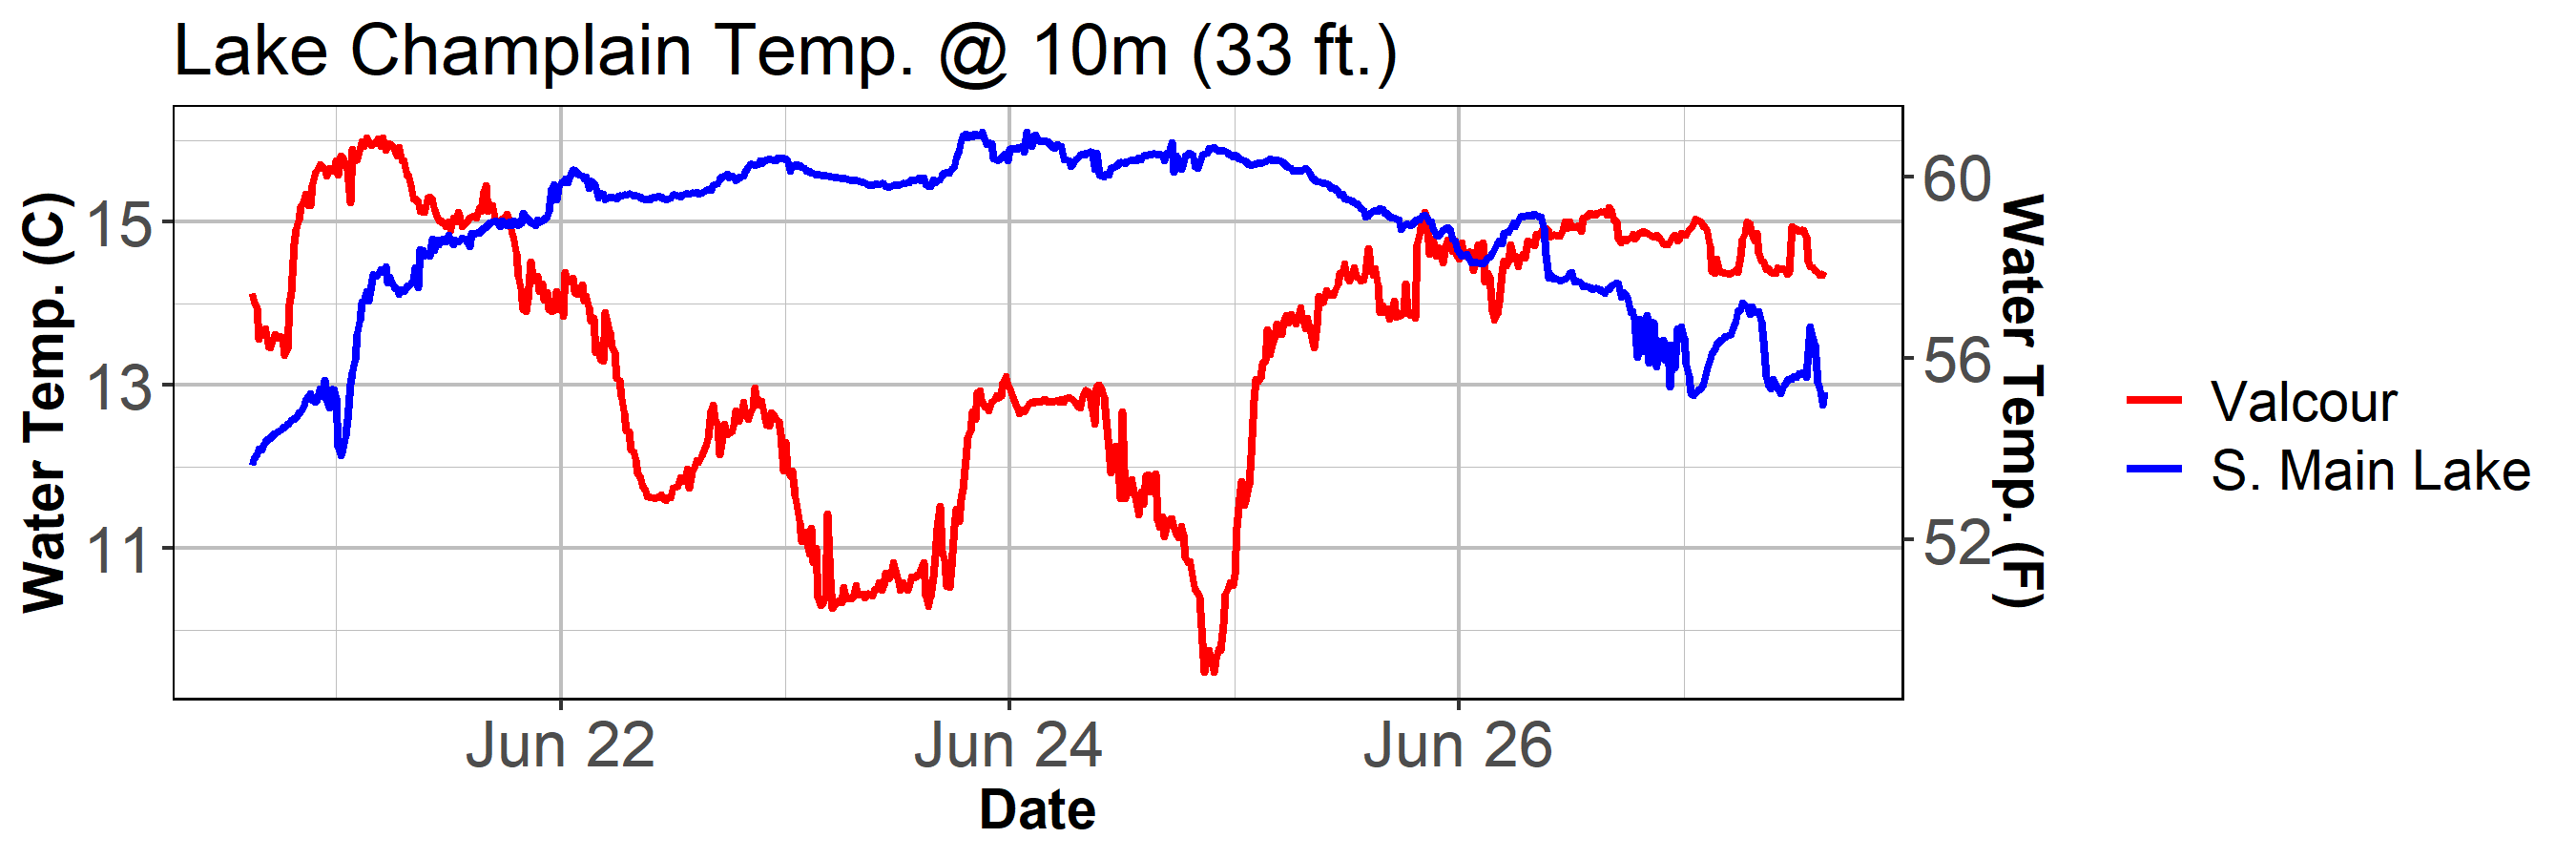 Lake Champlain Temp. @ 10m (33 ft.)
Water Temp. (C)
15
13
11
60
56
52
Water Temp. (F)
Jun 22
Jun 24
Jun 26
Date
Valcour
S. Main Lake